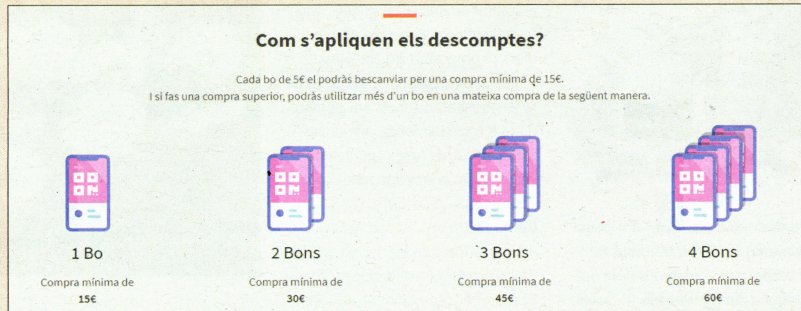 Com s'apliquen els descomptes?
Cada bo de 5€ el podràs bescanviar per una compra mínima de 15€.
I si fas una compra superior, podràs utilitzar més d'un bo en una mateixa compra de la següent manera.
1 Bo
2 Bons
3 Bons
4 Bons
Compra mínima de
Compra mínima de
Compra mínima de
Compra mínima de
15€
30€
45€
60€